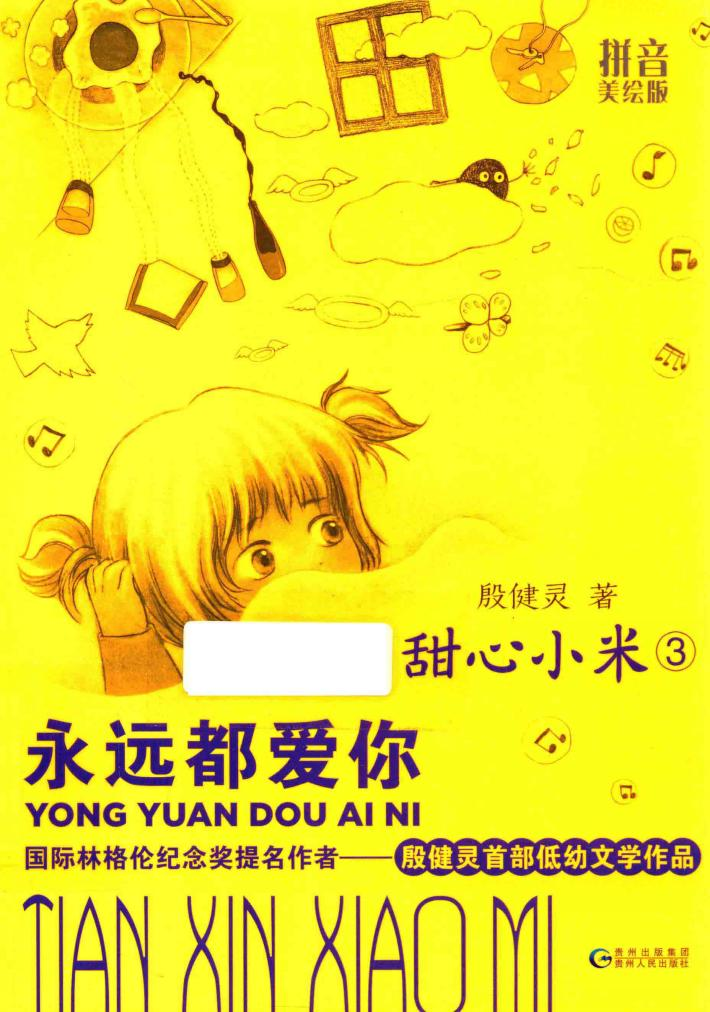 拼音
美绘版
殷健灵 著
甜心小米③
永远都爱你
YONG YUAN DOU AI NI
国际林格伦纪念奖提名作者——殷健灵首部低幼文学作品
TIAN XIN XIAO MI
贵州出版集团
贵州人民出版社